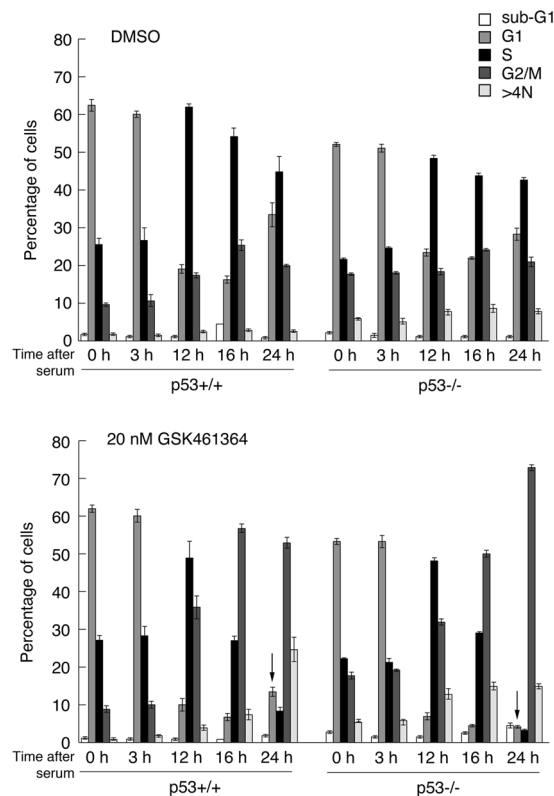 DMSO
sub-G1
G1
S
G2/M
>4N
Percentage of cells
80
70
60
50
40
30
20
10
0
Time after serum
0 h 3 h 12 h 16 h 24 h 0 h 3 h 12 h 16 h 24 h
p53+/+ p53-/-
20 nM GSK461364
Percentage of cells
80
70
60
50
40
30
20
10
0
Time after serum
0 h 3 h 12 h 16 h 24 h 0 h 3 h 12 h 16 h 24 h
p53+/+ p53-/-